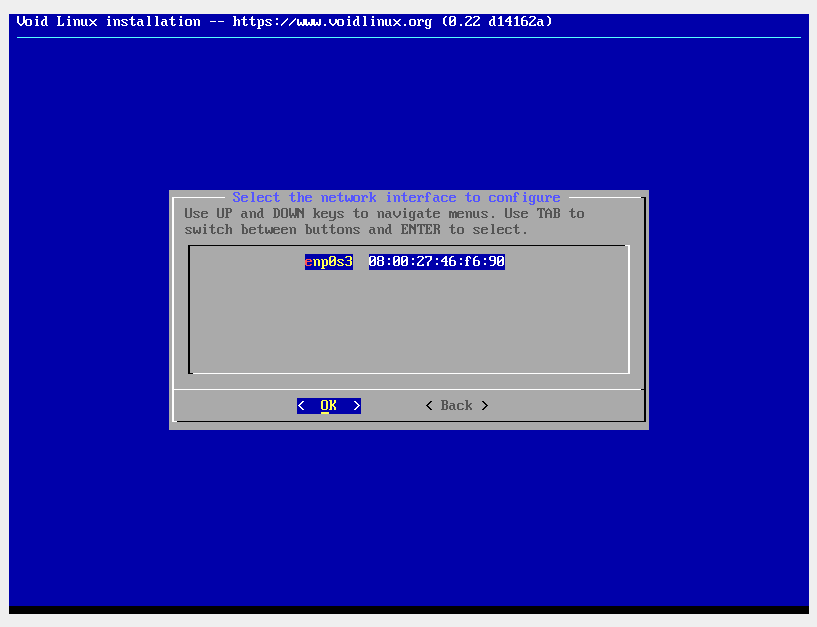 Void Linux installation -- https://www.voidlinux.org (0.22 d14162a)
Select the network interface to configure
Use UP and DOWN keys to navigate menus. Use TAB to
switch between buttons and ENTER to select.
enp0s3  08:00:27:46:f6:90
<  OK  > < Back >